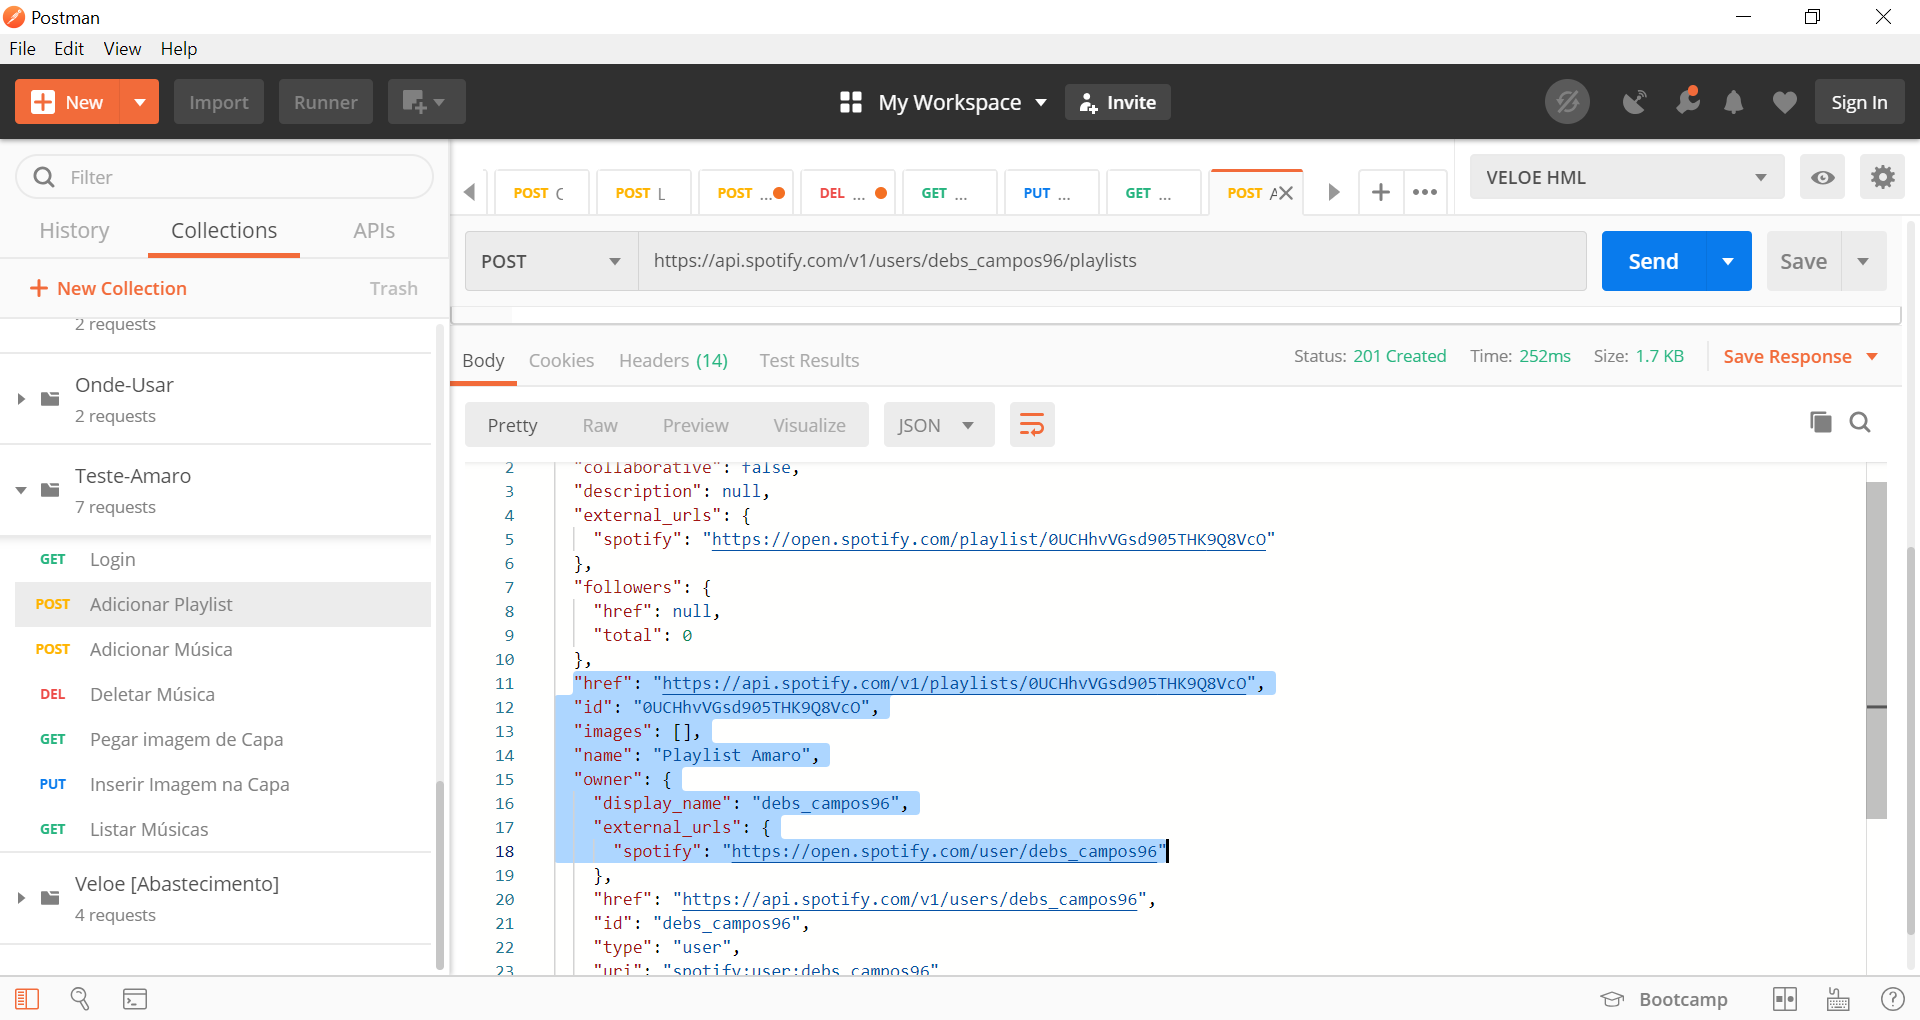 Postman
File Edit View Help
New Import Runner My Workspace Invite Sign In
Filter
History Collections APIs
New Collection Trash
2 requests
Onde-Usar
2 requests
Teste-Amaro
7 requests
GET Login
POST Adicionar Playlist
POST Adicionar Música
DEL Deletar Música
GET Pegar imagem de Capa
PUT Inserir Imagem na Capa
GET Listar Músicas
Veloe [Abastecimento]
4 requests
POST C POST L POST ... DEL ... GET ... PUT ... GET ... POST A ••• VELOE HML
POST https://api.spotify.com/v1/users/debs_campos96/playlists Send Save
Body Cookies Headers (14) Test Results Status: 201 Created Time: 252ms Size: 1.7 KB Save Response
Pretty Raw Preview Visualize JSON
2 "collaborative": false,
3 "description": null,
4 "external_urls": {
5 "spotify": "https://open.spotify.com/playlist/0UCHhvVGsd905THK9Q8VcO"
6 },
7 "followers": {
8 "href": null,
9 "total": 0
10 },
11 "href": "https://api.spotify.com/v1/playlists/0UCHhvVGsd905THK9Q8VcO",
12 "id": "0UCHhvVGsd905THK9Q8VcO",
13 "images": [],
14 "name": "Playlist Amaro",
15 "owner": {
16 "display_name": "debs_campos96",
17 "external_urls": {
18 "spotify": "https://open.spotify.com/user/debs_campos96"
19 },
20 "href": "https://api.spotify.com/v1/users/debs_campos96",
21 "id": "debs_campos96",
22 "type": "user",
23 "uri": "spotify:user:debs_campos96"
Bootcamp